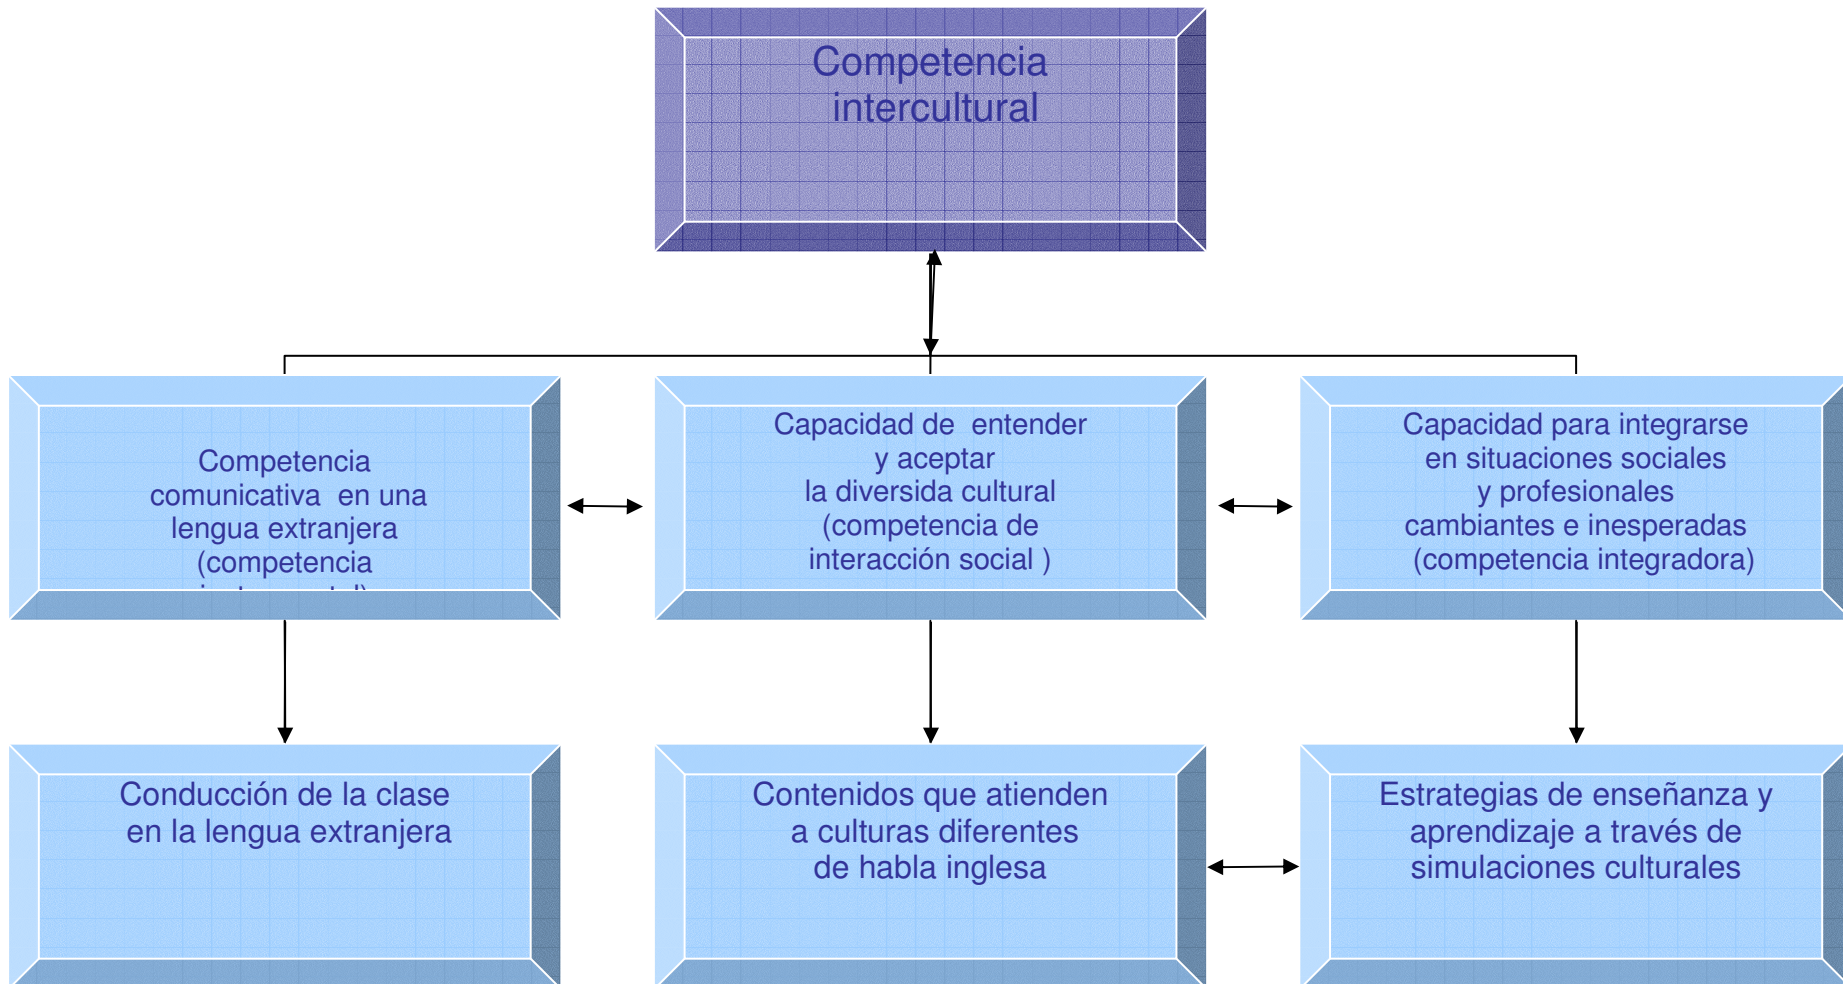 Competencia
intercultural
Competencia
comunicativa en una
lengua extranjera
(competencia
Capacidad de entender
y aceptar
la diversida cultural
(competencia de
interacción social )
Capacidad para integrarse
en situaciones sociales
y profesionales
cambiantes e inesperadas
(competencia integradora)
Conducción de la clase
en la lengua extranjera
Contenidos que atienden
a culturas diferentes
de habla inglesa
Estrategias de enseñanza y
aprendizaje a través de
simulaciones culturales